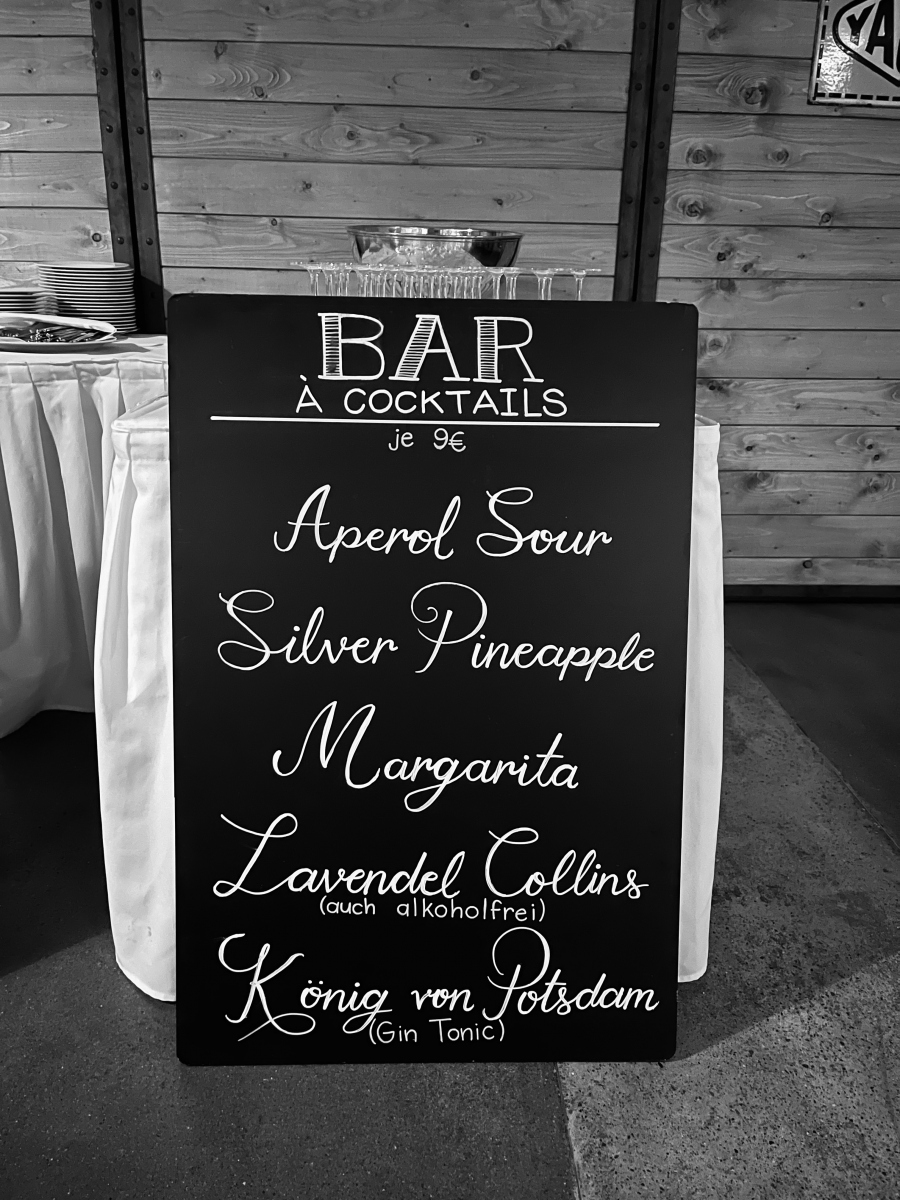 BAR
À COCKTAILS
je 9€
Aperol Sour
Silver Pineapple
Margarita
Lavendel Collins
(auch alkoholfrei)
König von Potsdam
(Gin Tonic)